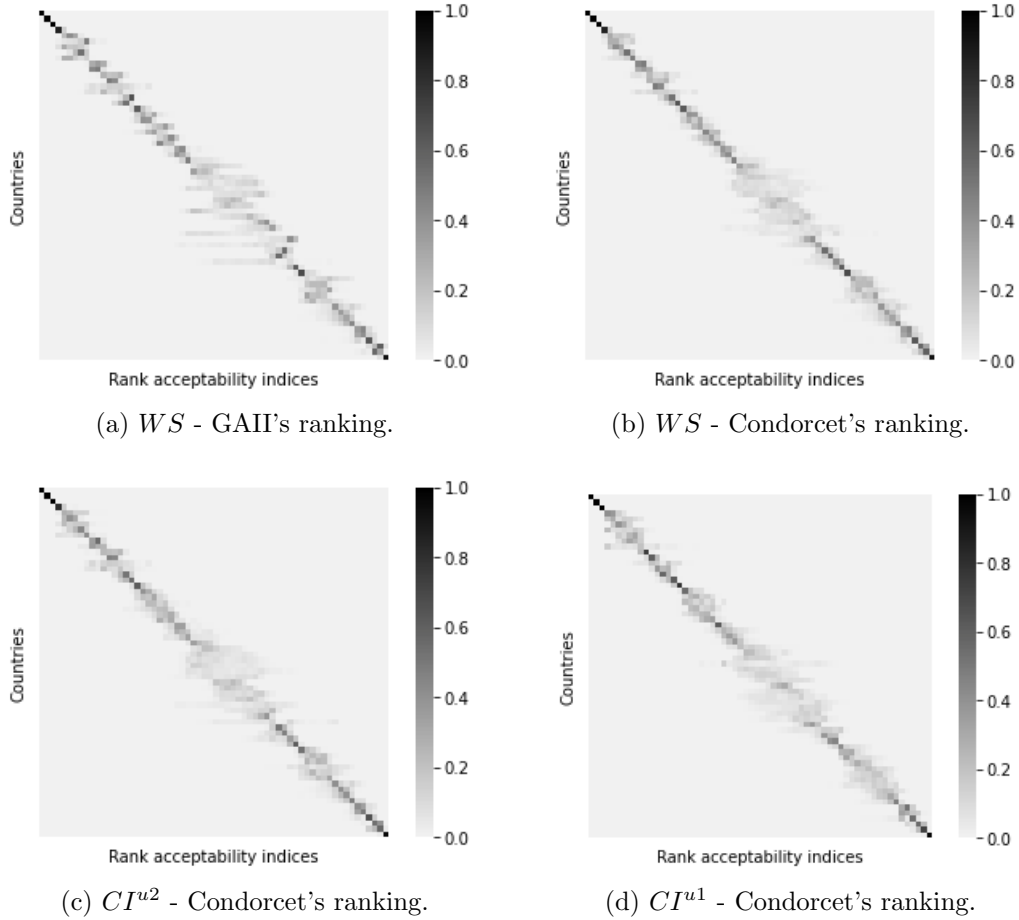 1.0
0.8
0.6
0.4
0.2
0.0
Countries
Rank acceptability indices
(a) WS - GAII's ranking.
1.0
0.8
0.6
0.4
0.2
0.0
Countries
Rank acceptability indices
(b) WS - Condorcet's ranking.
1.0
0.8
0.6
0.4
0.2
0.0
Countries
Rank acceptability indices
(c) CI^{u2} - Condorcet's ranking.
1.0
0.8
0.6
0.4
0.2
0.0
Countries
Rank acceptability indices
(d) CI^{u1} - Condorcet's ranking.